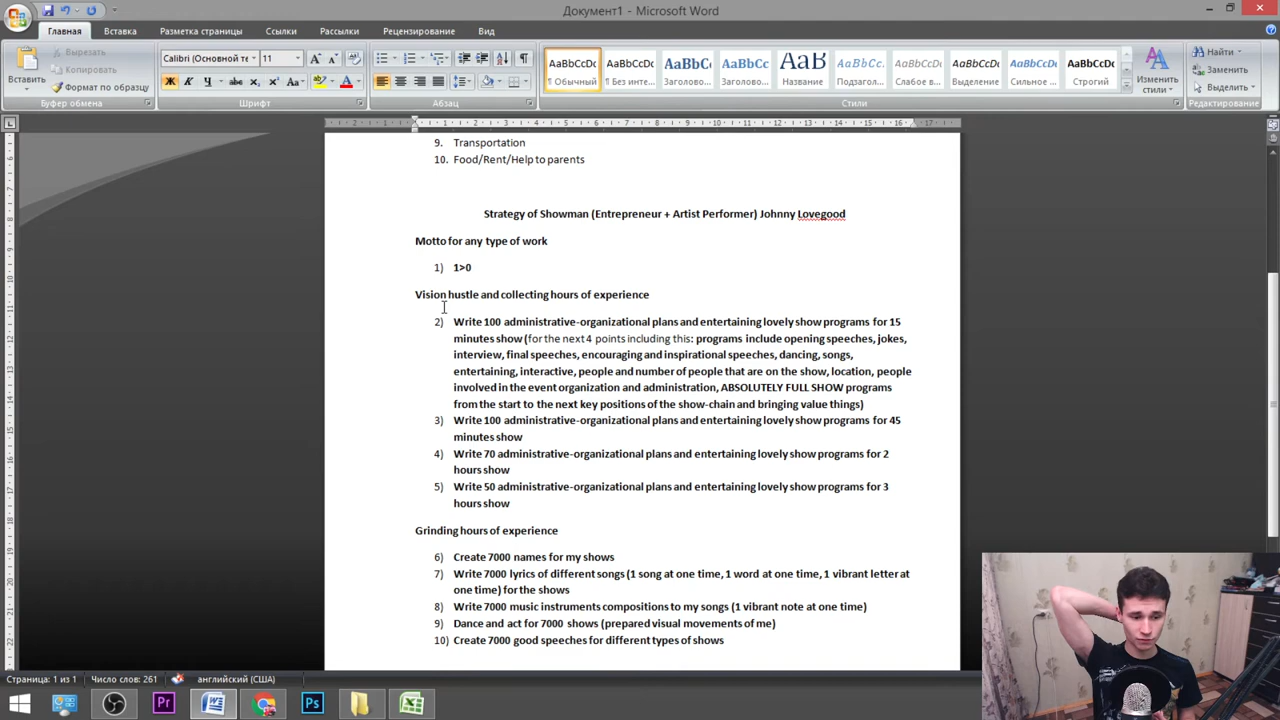 Документ1 - Microsoft Word
Главная Вставка Разметка страницы Ссылки Рассылки Рецензирование Вид
Вставить
Вырезать
Копировать
Формат по образцу
Буфер обмена
Calibri (Основной те 11
Ж К Ч abc x₂ x² Aa
Шрифт
Абзац
AaBbCcDc AaBbCcDc AaBbC AaBbCc AaB AaBbCc. AaBbCcDc AaBbCcDc AaBbCcDc AaBbCcDc
¶ Обычный ¶ Без инте... Заголово... Заголово... Название Подзагол... Слабое в... Выделение Сильное ... Строгий
Стили
Изменить стили
Найти
Заменить
Выделить
Редактирование
9. Transportation
10. Food/Rent/Help to parents
Strategy of Showman (Entrepreneur + Artist Performer) Johnny Lovegood
Motto for any type of work
1) 1>0
Vision hustle and collecting hours of experience
2) Write 100 administrative-organizational plans and entertaining lovely show programs for 15
minutes show (for the next 4 points including this: programs include opening speeches, jokes,
interview, final speeches, encouraging and inspirational speeches, dancing, songs,
entertaining, interactive, people and number of people that are on the show, location, people
involved in the event organization and administration, ABSOLUTELY FULL SHOW programs
from the start to the next key positions of the show-chain and bringing value things)
3) Write 100 administrative-organizational plans and entertaining lovely show programs for 45
minutes show
4) Write 70 administrative-organizational plans and entertaining lovely show programs for 2
hours show
5) Write 50 administrative-organizational plans and entertaining lovely show programs for 3
hours show
Grinding hours of experience
6) Create 7000 names for my shows
7) Write 7000 lyrics of different songs (1 song at one time, 1 word at one time, 1 vibrant letter at
one time) for the shows
8) Write 7000 music instruments compositions to my songs (1 vibrant note at one time)
9) Dance and act for 7000 shows (prepared visual movements of me)
10) Create 7000 good speeches for different types of shows
Страница: 1 из 1 Число слов: 261 английский (США)
Pr W Ps X